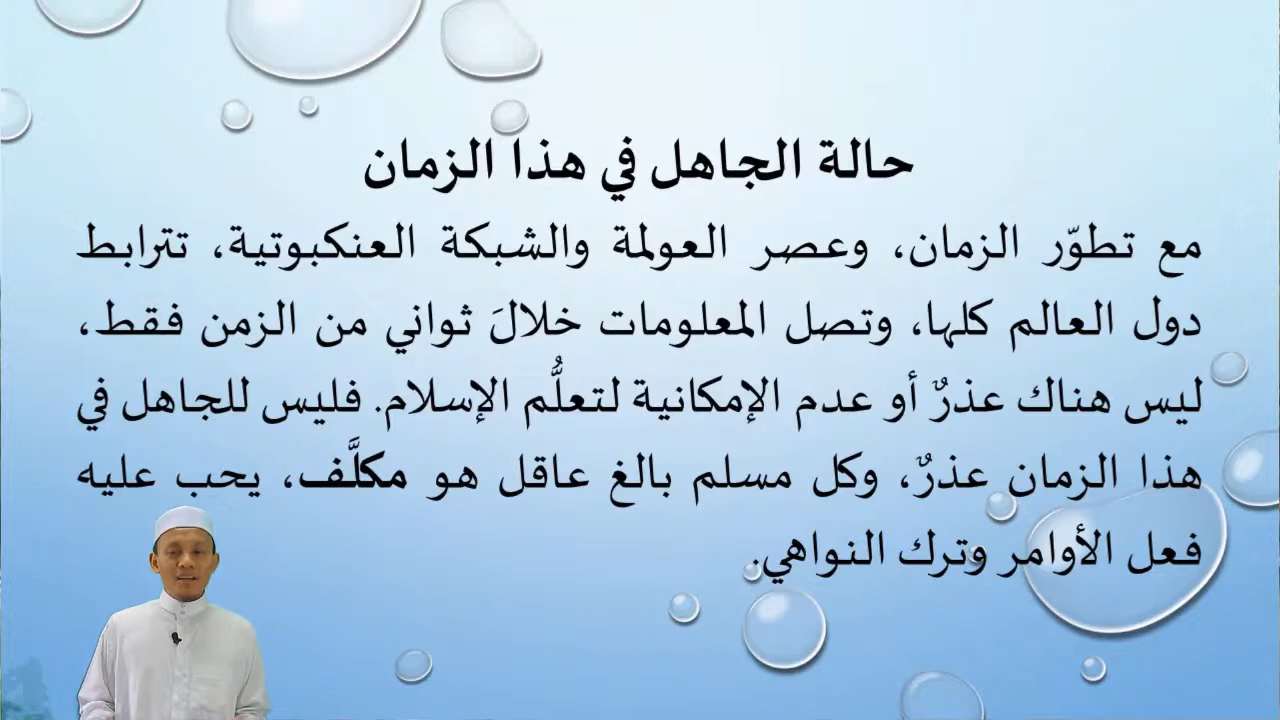 حالة الجاهل في هذا الزمان
مع تطوّر الزمان، وعصر العولمة والشبكة العنكبوتية، تترابط
دول العالم كلها، وتصل المعلومات خلالَ ثواني من الزمن فقط،
ليس هناك عذرٌ أو عدم الإمكانية لتعلُّم الإسلام. فليس للجاهل في
هذا الزمان عذرٌ، وكل مسلم بالغ عاقل هو مكلَّف، يحب عليه
فعل الأوامر وترك النواهي.